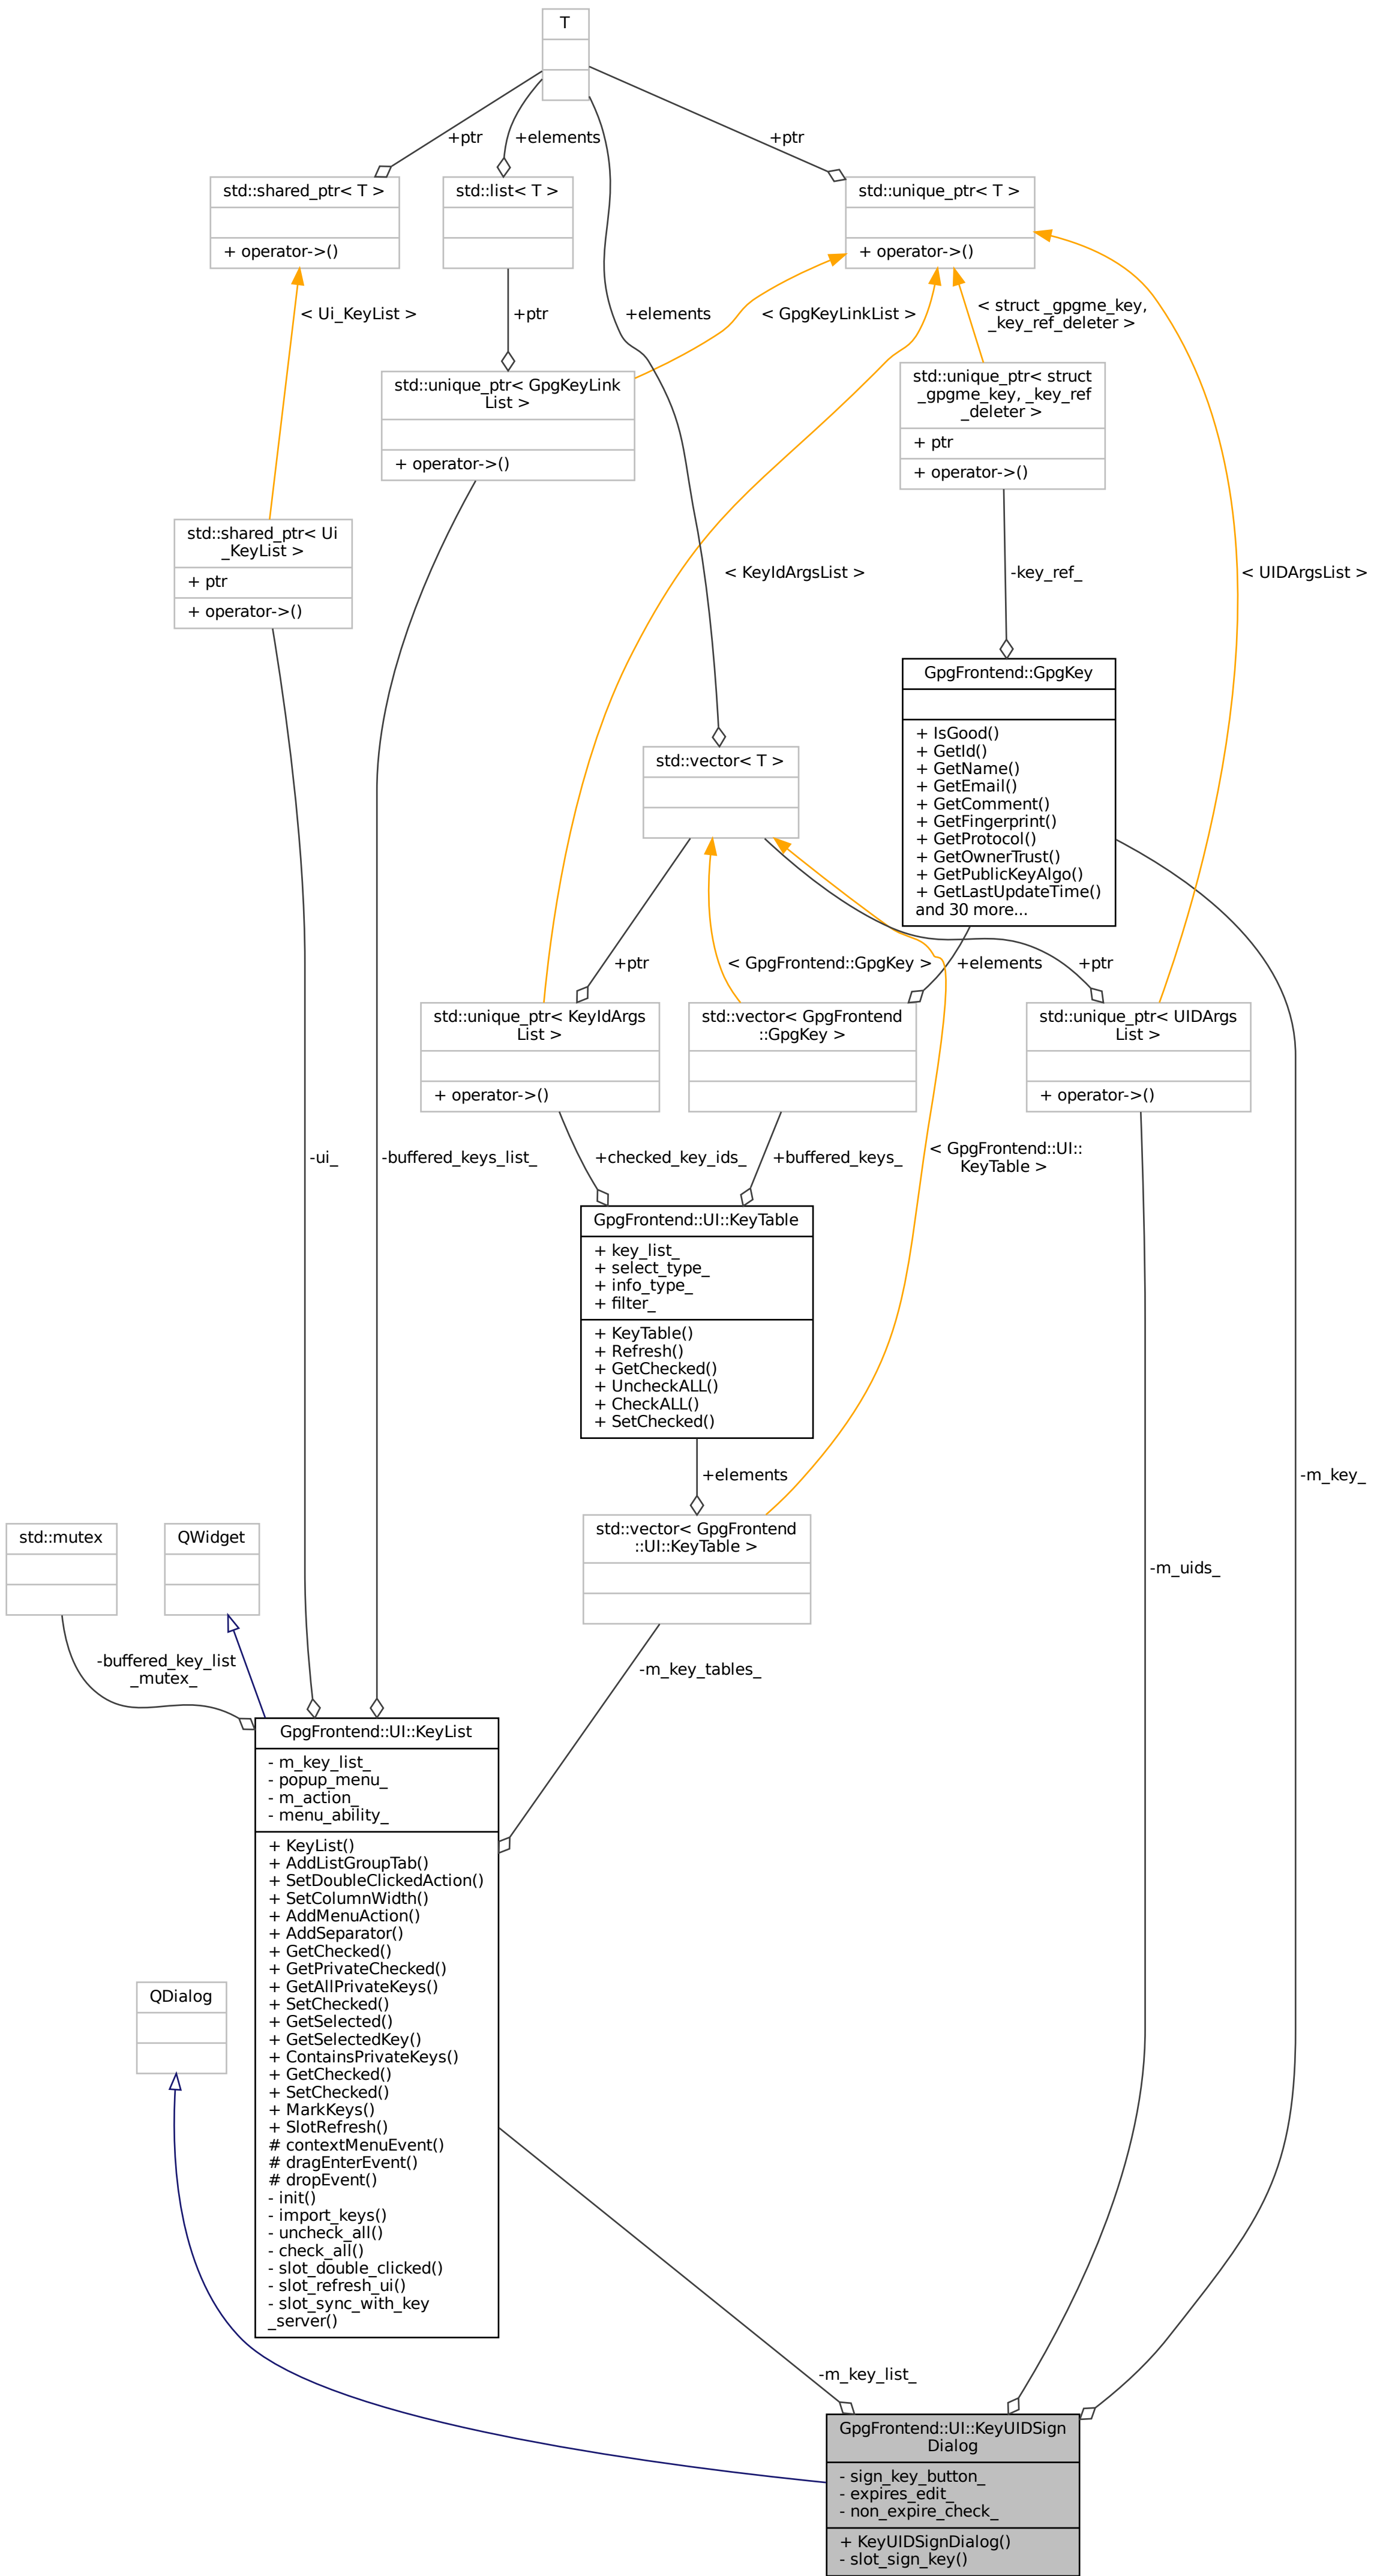 T
+ptr
+elements
+ptr
std::shared_ptr< T >
+ operator->()
std::list< T >
std::unique_ptr< T >
+ operator->()
< Ui_KeyList >
+ptr
+elements
< GpgKeyLinkList >
< struct _gpgme_key,
_key_ref_deleter >
std::unique_ptr< GpgKeyLink
List >
+ operator->()
std::unique_ptr< struct
_gpgme_key, _key_ref
_deleter >
+ ptr
+ operator->()
std::shared_ptr< Ui
_KeyList >
+ ptr
+ operator->()
< KeyIdArgsList >
-key_ref_
< UIDArgsList >
GpgFrontend::GpgKey
+ IsGood()
+ GetId()
+ GetName()
+ GetEmail()
+ GetComment()
+ GetFingerprint()
+ GetProtocol()
+ GetOwnerTrust()
+ GetPublicKeyAlgo()
+ GetLastUpdateTime()
and 30 more...
std::vector< T >
+ptr
< GpgFrontend::GpgKey >
+elements
+ptr
std::unique_ptr< KeyIdArgs
List >
+ operator->()
std::vector< GpgFrontend
::GpgKey >
std::unique_ptr< UIDArgs
List >
+ operator->()
-ui_
-buffered_keys_list_
+checked_key_ids_
+buffered_keys_
< GpgFrontend::UI::
KeyTable >
GpgFrontend::UI::KeyTable
+ key_list_
+ select_type_
+ info_type_
+ filter_
+ KeyTable()
+ Refresh()
+ GetChecked()
+ UncheckALL()
+ CheckALL()
+ SetChecked()
+elements
-m_key_
std::mutex
QWidget
std::vector< GpgFrontend
::UI::KeyTable >
-m_uids_
-buffered_key_list
_mutex_
-m_key_tables_
GpgFrontend::UI::KeyList
- m_key_list_
- popup_menu_
- m_action_
- menu_ability_
+ KeyList()
+ AddListGroupTab()
+ SetDoubleClickedAction()
+ SetColumnWidth()
+ AddMenuAction()
+ AddSeparator()
+ GetChecked()
+ GetPrivateChecked()
+ GetAllPrivateKeys()
+ SetChecked()
+ GetSelected()
+ GetSelectedKey()
+ ContainsPrivateKeys()
+ GetChecked()
+ SetChecked()
+ MarkKeys()
+ SlotRefresh()
# contextMenuEvent()
# dragEnterEvent()
# dropEvent()
- init()
- import_keys()
- uncheck_all()
- check_all()
- slot_double_clicked()
- slot_refresh_ui()
- slot_sync_with_key
_server()
QDialog
-m_key_list_
GpgFrontend::UI::KeyUIDSign
Dialog
- sign_key_button_
- expires_edit_
- non_expire_check_
+ KeyUIDSignDialog()
- slot_sign_key()